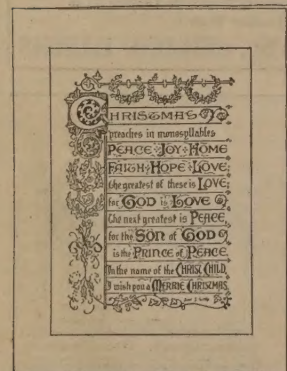 CHRISTMAS
preaches in monosyllables
PEACE · JOY · HOME
FAITH · HOPE · LOVE:
the greatest of these is LOVE;
for GOD is LOVE
The next greatest is PEACE,
for the SON of GOD
is the PRINCE of PEACE.
In the name of the CHRIST CHILD,
I wish you a MERRIE CHRISTMAS.